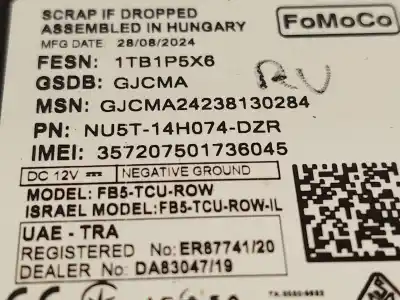 SCRAP IF DROPPED
ASSEMBLED IN HUNGARY
FoMoCo
MFG DATE 28/08/2024
FESN: 1TB1P5X6
GSDB: GJCMA
RU
MSN: GJCMA24238130284
PN: NU5T-14H074-DZR
IMEI: 357207501736045
DC 12V NEGATIVE GROUND
MODEL: FB5-TCU-ROW
ISRAEL MODEL:FB5-TCU-ROW-IL
UAE - TRA
REGISTERED No:ER87741/20
DEALER No: DA83047/19